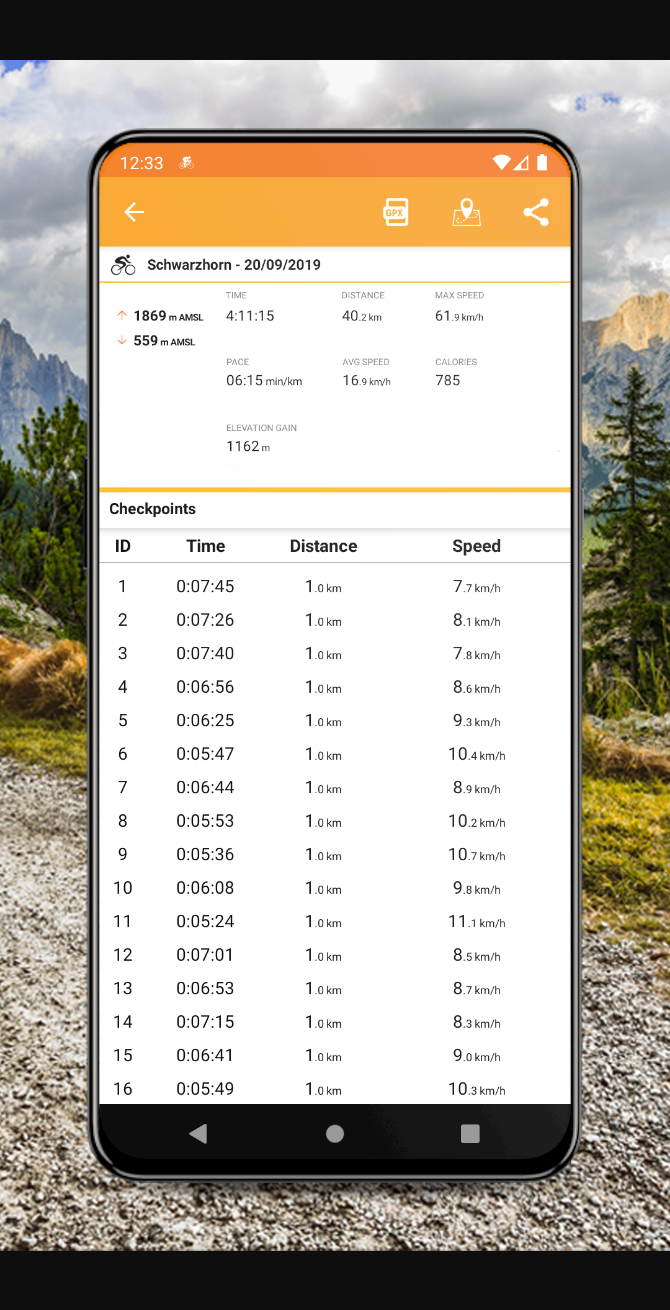 12:33
GPX
Schwarzhorn - 20/09/2019
TIME DISTANCE MAX SPEED
1869 m AMSL 4:11:15 40.2 km 61.9 km/h
559 m AMSL
PACE AVG SPEED CALORIES
06:15 min/km 16.9 km/h 785
ELEVATION GAIN
1162 m
Checkpoints
ID Time Distance Speed
1 0:07:45 1.0 km 7.7 km/h
2 0:07:26 1.0 km 8.1 km/h
3 0:07:40 1.0 km 7.8 km/h
4 0:06:56 1.0 km 8.6 km/h
5 0:06:25 1.0 km 9.3 km/h
6 0:05:47 1.0 km 10.4 km/h
7 0:06:44 1.0 km 8.9 km/h
8 0:05:53 1.0 km 10.2 km/h
9 0:05:36 1.0 km 10.7 km/h
10 0:06:08 1.0 km 9.8 km/h
11 0:05:24 1.0 km 11.1 km/h
12 0:07:01 1.0 km 8.5 km/h
13 0:06:53 1.0 km 8.7 km/h
14 0:07:15 1.0 km 8.3 km/h
15 0:06:41 1.0 km 9.0 km/h
16 0:05:49 1.0 km 10.3 km/h